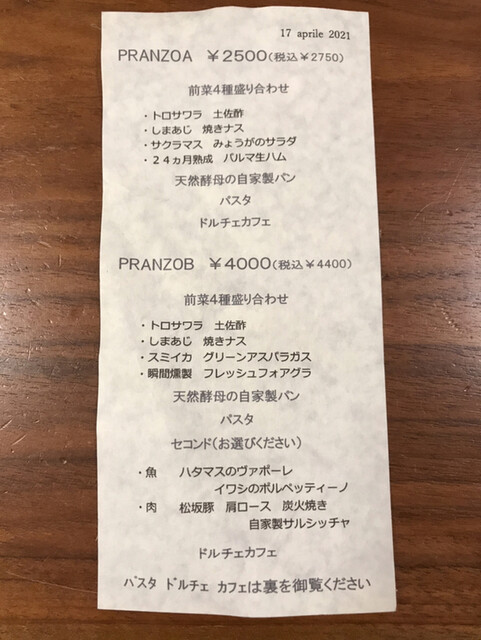 17 aprile 2021
PRANZOA ￥2500(税込￥2750)
前菜4種盛り合わせ
・トロサワラ 土佐酢
・しまあじ 焼きナス
・サクラマス みょうがのサラダ
・２４ヵ月熟成 パルマ生ハム
天然酵母の自家製パン
パスタ
ドルチェカフェ
PRANZOB ￥4000(税込￥4400)
前菜4種盛り合わせ
・トロサワラ 土佐酢
・しまあじ 焼きナス
・スミイカ グリーンアスパラガス
・瞬間燻製 フレッシュフォアグラ
天然酵母の自家製パン
パスタ
セコンド(お選びください)
・魚 ハタマスのヴァポーレ
イワシのポルペッティーノ
・肉 松坂豚 肩ロース 炭火焼き
自家製サルシッチャ
ドルチェカフェ
ﾊﾟｽﾀ ﾄﾞﾙﾁｪ ｶﾌｪは裏を御覧ください